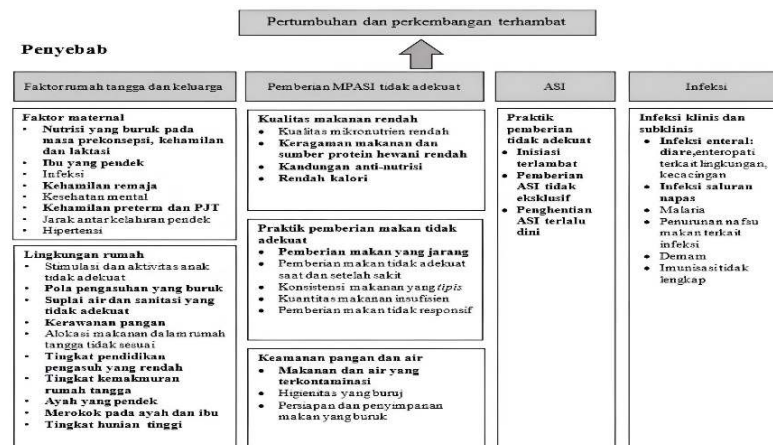 Pertumbuhan dan perkembangan terhambat
Penyebab
Faktor rumah tangga dan keluarga
Faktor maternal
• Nutrisi yang buruk pada
masa prekonsepsi, kehamilan
dan laktasi
• Ibu yang pendek
• Infeksi
• Kehamilan remaja
• Kesehatan mental
• Kehamilan preterm dan PJT
• Jarak antar kelahiran pendek
• Hipertensi
Lingkungan rumah
• Stimulasi dan aktivitas anak
tidak adekuat
• Pola pengasuhan yang buruk
• Suplai air dan sanitasi yang
tidak adekuat
• Kerawanan pangan
• Alokasi makanan dalam rumah
tangga tidak sesuai
• Tingkat pendidikan
pengasuh yang rendah
• Tingkat kemakmuran
rumah tangga
• Ayah yang pendek
• Merokok pada ayah dan ibu
• Tingkat hunian tinggi
Pemberian MPASI tidak adekuat
Kualitas makanan rendah
• Kualitas mikronutrien rendah
• Keragaman makanan dan
sumber protein hewani rendah
• Kandungan anti-nutrisi
• Rendah kalori
Praktik pemberian makan tidak
adekuat
• Pemberian makan yang jarang
• Pemberian makan tidak adekuat
saat dan setelah sakit
• Konsistensi makanan yang tipis
• Kuantitas makanan insufisien
• Pemberian makan tidak responsif
Keamanan pangan dan air
• Makanan dan air yang
terkontaminasi
• Higienitas yang buruj
• Persiapan dan penyimpanan
makan yang buruk
ASI
Praktik
pemberian
tidak adekuat
• Inisiasi
terlambat
• Pemberian
ASI tidak
eksklusif
• Penghentian
ASI terlalu
dini
Infeksi
Infeksi klinis dan
subklinis
• Infeksi enteral:
diare,enteropati
terkait lingkungan,
kecacingan
• Infeksi saluran
napas
• Malaria
• Penurunan nafsu
makan terkait
infeksi
• Demam
• Imunisasi tidak
lengkap